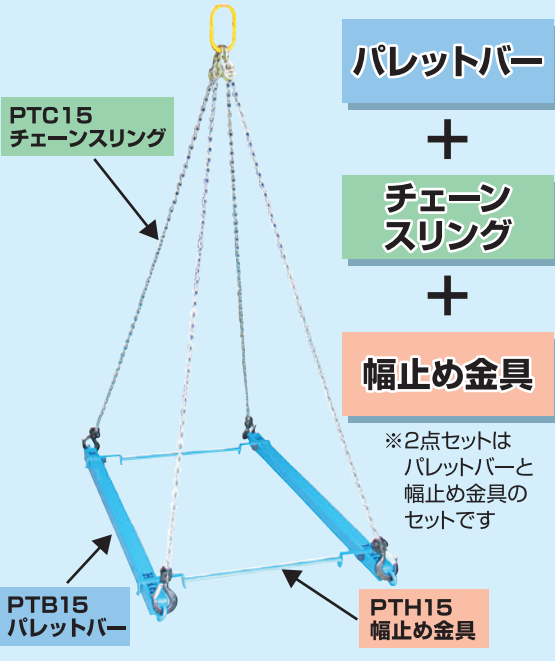 パレットバー
+
PTC15
チェーンスリング
チェーン
スリング
+
幅止め金具
※2点セットは
パレットバーと
幅止め金具の
セットです
PTB15
パレットバー
PTH15
幅止め金具